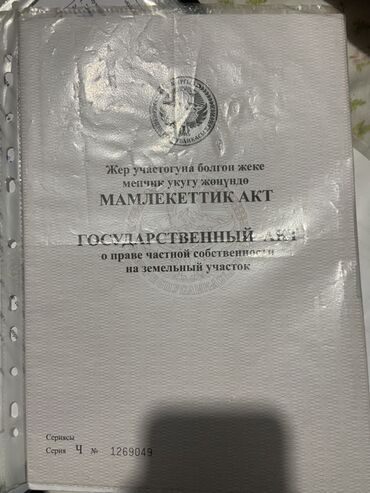 Жер участогуна болгон жеке
менчик укугу жөнүндө
МАМЛЕКЕТТИК АКТ
ГОСУДАРСТВЕННЫЙ АКТ
о праве частной собственности
на земельный участок
Сериясы
Серия Ч № 1269049